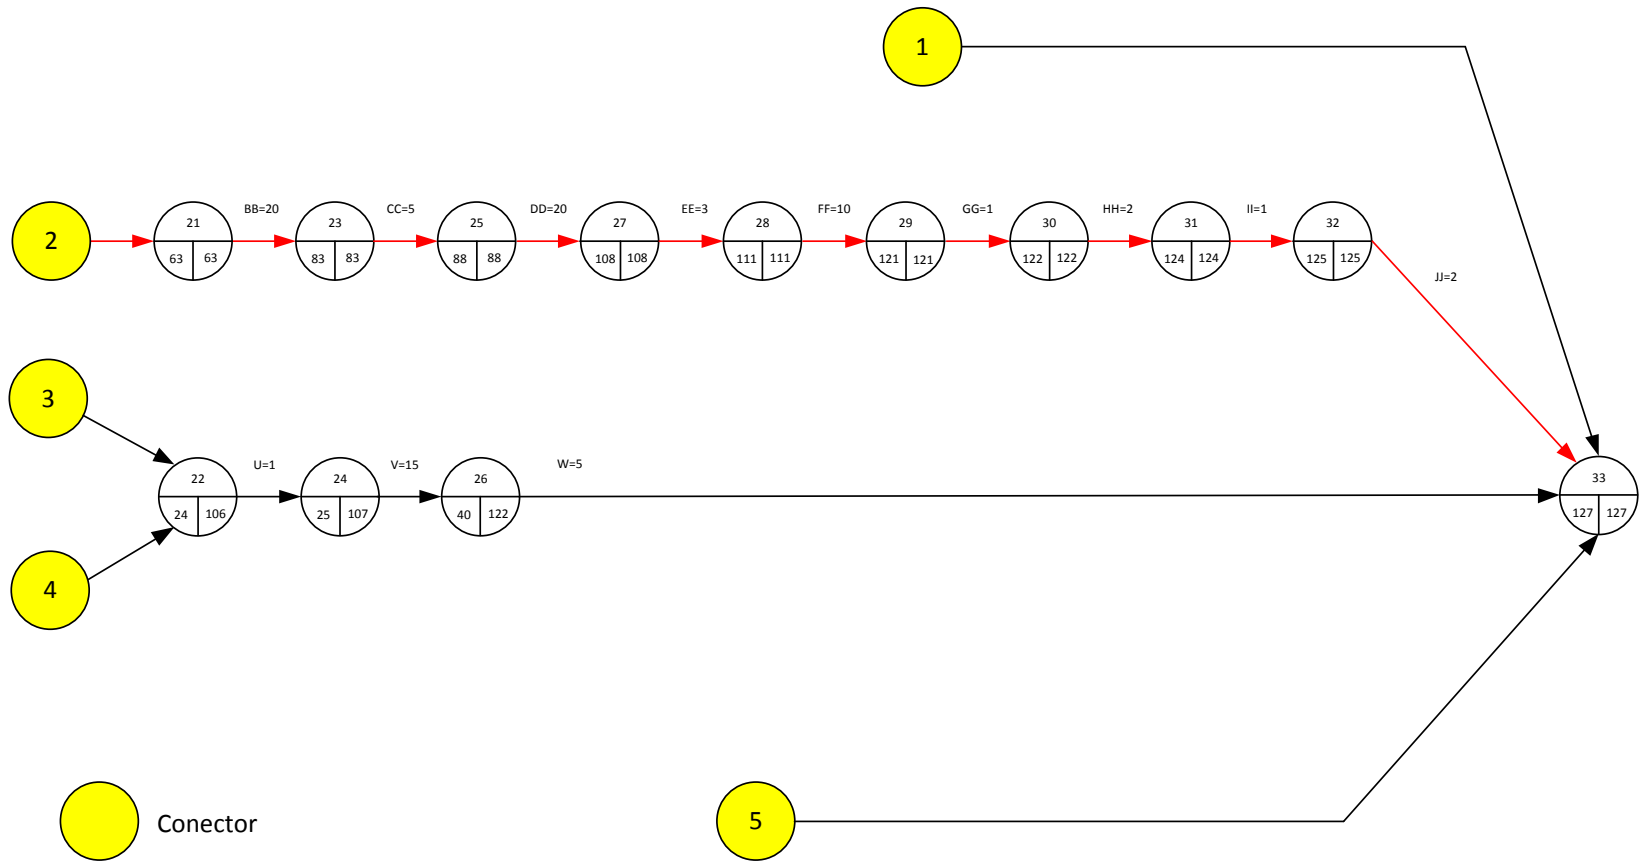 1
BB=20 CC=5 DD=20 EE=3 FF=10 GG=1 HH=2 II=1
2
21 23 25 27 28 29 30 31 32
63 63 83 83 88 88 108 108 111 111 121 121 122 122 124 124 125 125
JJ=2
3
U=1 V=15 W=5
22 24 26 33
24 106 25 107 40 122 127 127
4
5
Conector